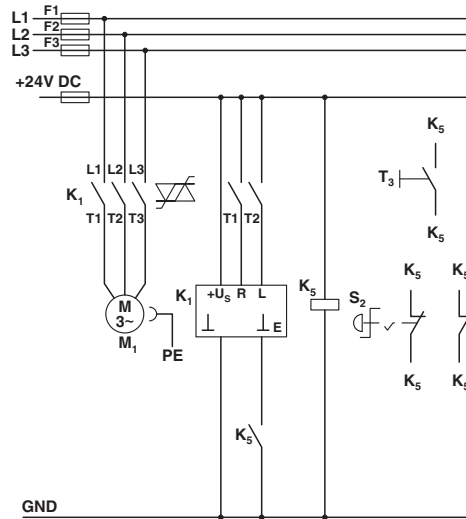 L1 F1
L2 F2
L3 F3
+24V DC
K5
L1 L2 L3
K1
T3
T1 T2 T3
T1 T2
K5
K1 +US R L
E
K5
S2
K5 K5
M
3~
M1
PE
K5 K5
K5
GND